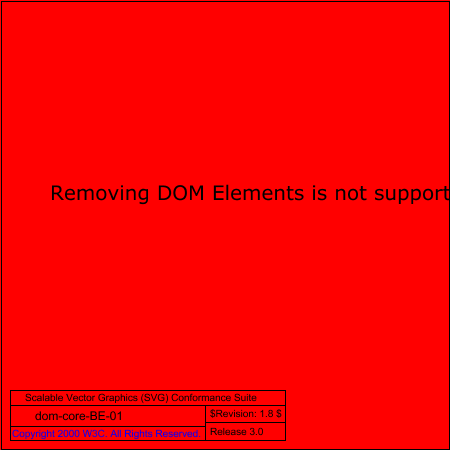 Removing DOM Elements is not support
Scalable Vector Graphics (SVG) Conformance Suite
dom-core-BE-01
$Revision: 1.8 $
Copyright 2000 W3C. All Rights Reserved.
Release 3.0